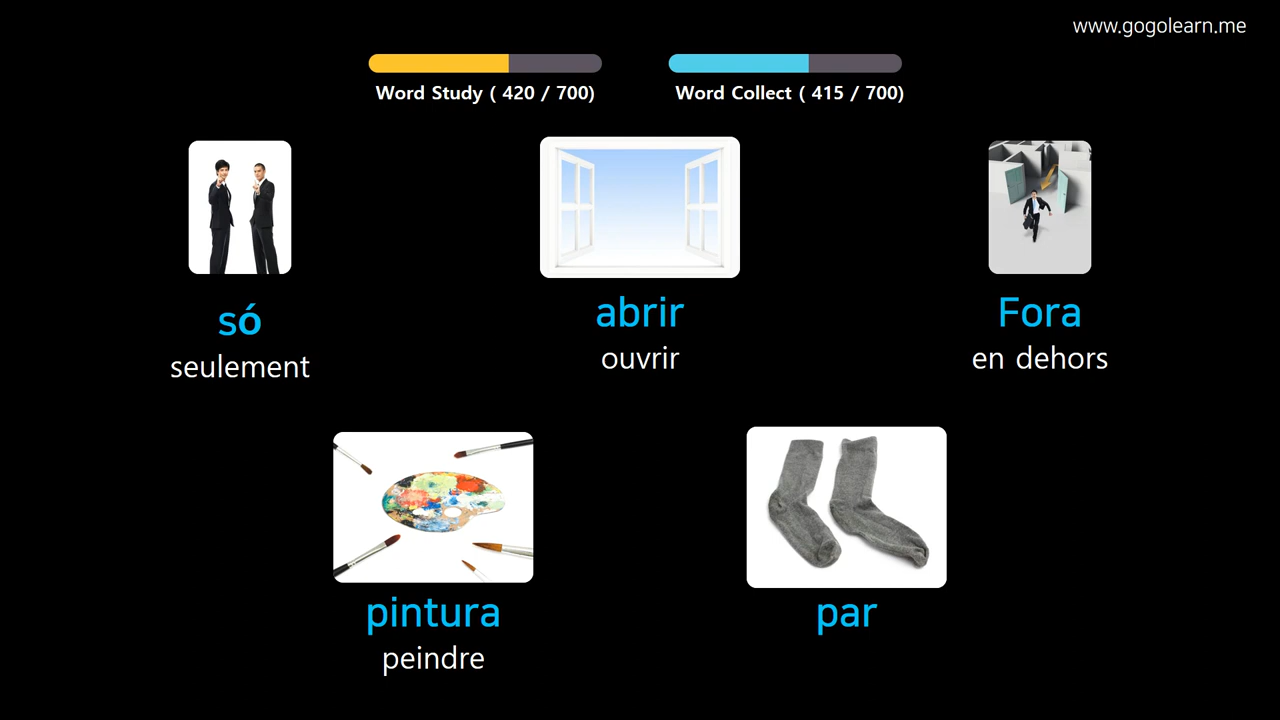 www.gogolearn.me
Word Study ( 420 / 700)
Word Collect ( 415 / 700)
só
seulement
abrir
ouvrir
Fora
en dehors
pintura
peindre
par